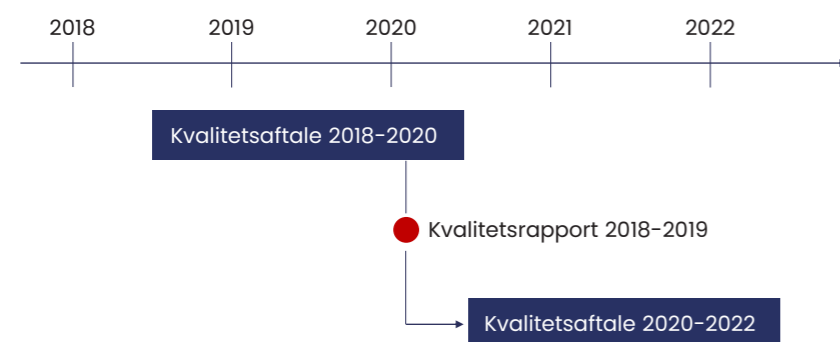 2018 2019 2020 2021 2022
Kvalitetsaftale 2018-2020
Kvalitetsrapport 2018-2019
Kvalitetsaftale 2020-2022